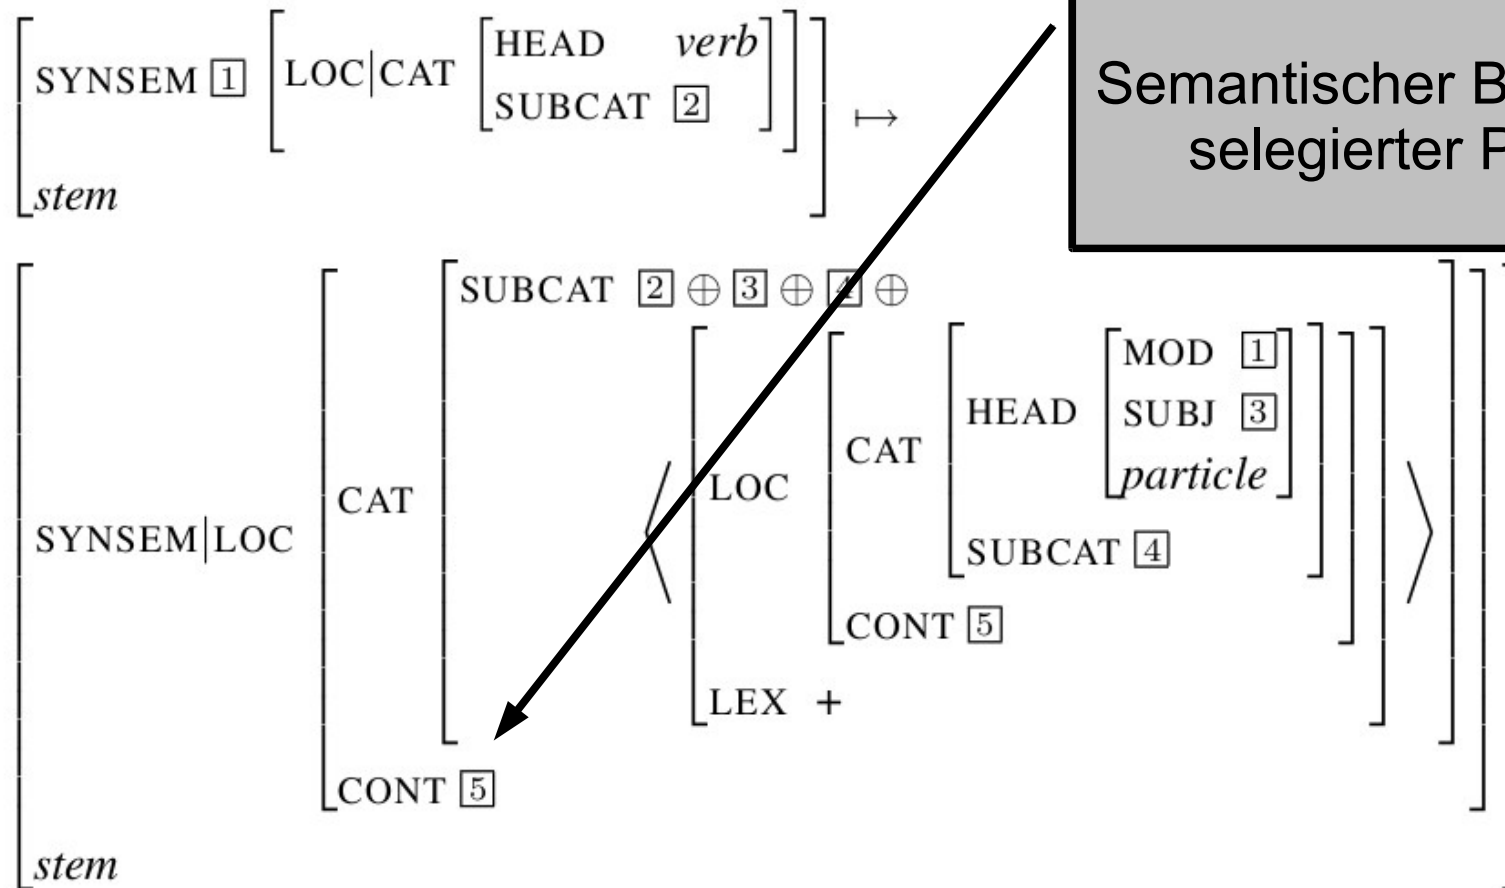 SYNSEM 1 [LOC|CAT [HEAD verb
SUBCAT 2]]
stem
↦
Semantischer
selegierter
SUBCAT 2 ⊕ 3 ⊕ 4 ⊕
MOD 1
HEAD SUBJ 3
CAT particle
LOC
SUBCAT 4
CONT 5
LEX +
CAT
SYNSEM|LOC
CONT 5
stem